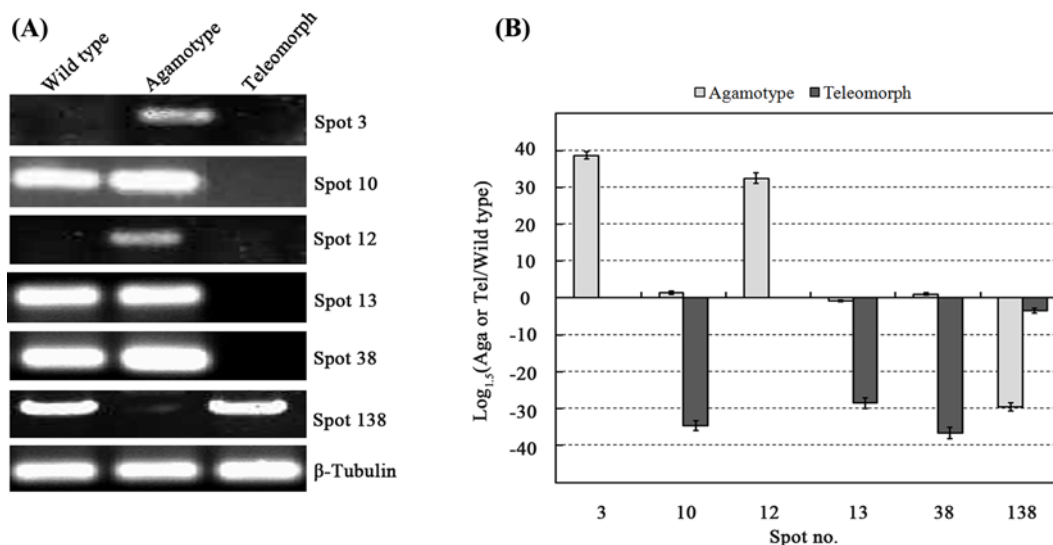 (A)
Wild type
Agamotype
Teleomorph
Spot 3
Spot 10
Spot 12
Spot 13
Spot 38
Spot 138
β-Tubulin
(B)
Agamotype
Teleomorph
Log1.5(Aga or Tel/Wild type)
40
30
20
10
0
-10
-20
-30
-40
3 10 12 13 38 138
Spot no.